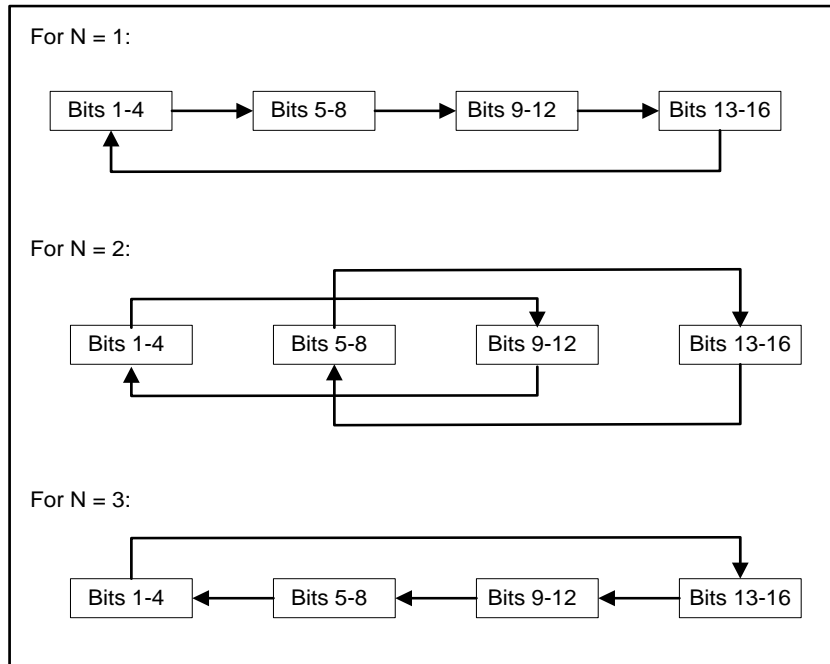 For N = 1:
Bits 1-4 Bits 5-8 Bits 9-12 Bits 13-16
For N = 2:
Bits 1-4 Bits 5-8 Bits 9-12 Bits 13-16
For N = 3:
Bits 1-4 Bits 5-8 Bits 9-12 Bits 13-16